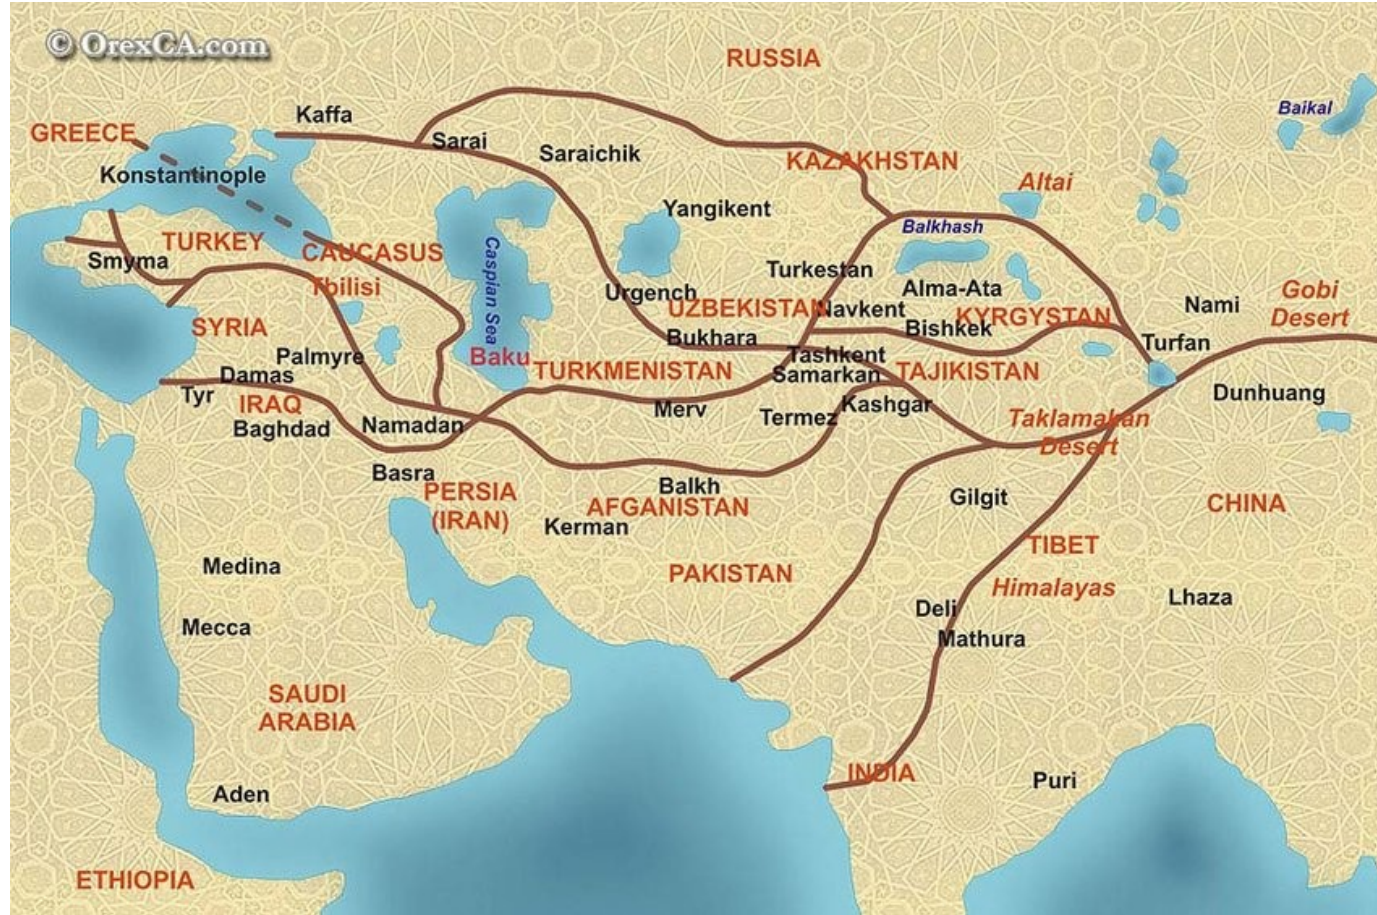 © OrexCA.com
RUSSIA
Baikal
Kaffa
GREECE
Sarai
Saraichik
KAZAKHSTAN
Konstantinople
Altai
Yangikent
Balkhash
TURKEY
CAUCASUS
Smyma
Caspian Sea
Turkestan
Tbilisi
Alma-Ata
Urgench
Gobi
Desert
Nami
UZBEKISTAN
Navkent
KYRGYSTAN
SYRIA
Bishkek
Bukhara
Turfan
Palmyre
Baku
Tashkent
TURKMENISTAN
Samarkan
TAJIKISTAN
Damas
Tyr
Dunhuang
IRAQ
Merv
Kashgar
Termez
Taklamakan
Desert
Baghdad
Namadan
Basra
Balkh
PERSIA
(IRAN)
Gilgit
AFGANISTAN
CHINA
Kerman
TIBET
Medina
PAKISTAN
Himalayas
Lhaza
Deli
Mecca
Mathura
SAUDI
ARABIA
INDIA
Puri
Aden
ETHIOPIA